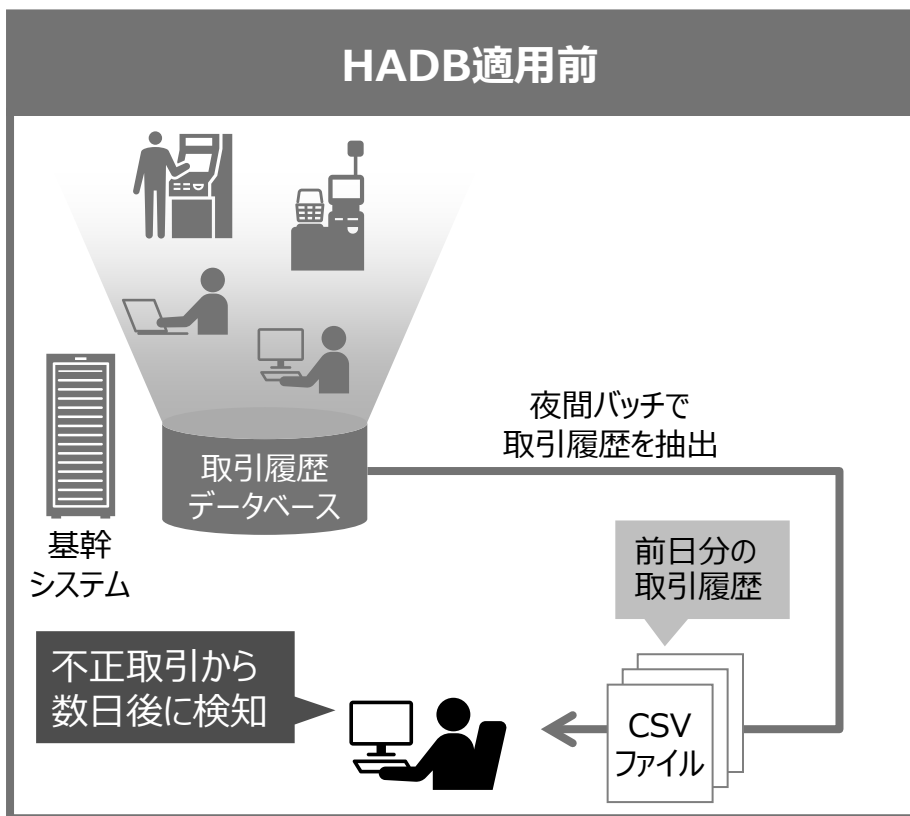 HADB適用前
夜間バッチで
取引履歴を抽出
取引履歴
データベース
基幹
システム
前日分の
取引履歴
不正取引から
数日後に検知
CSV
ファイル